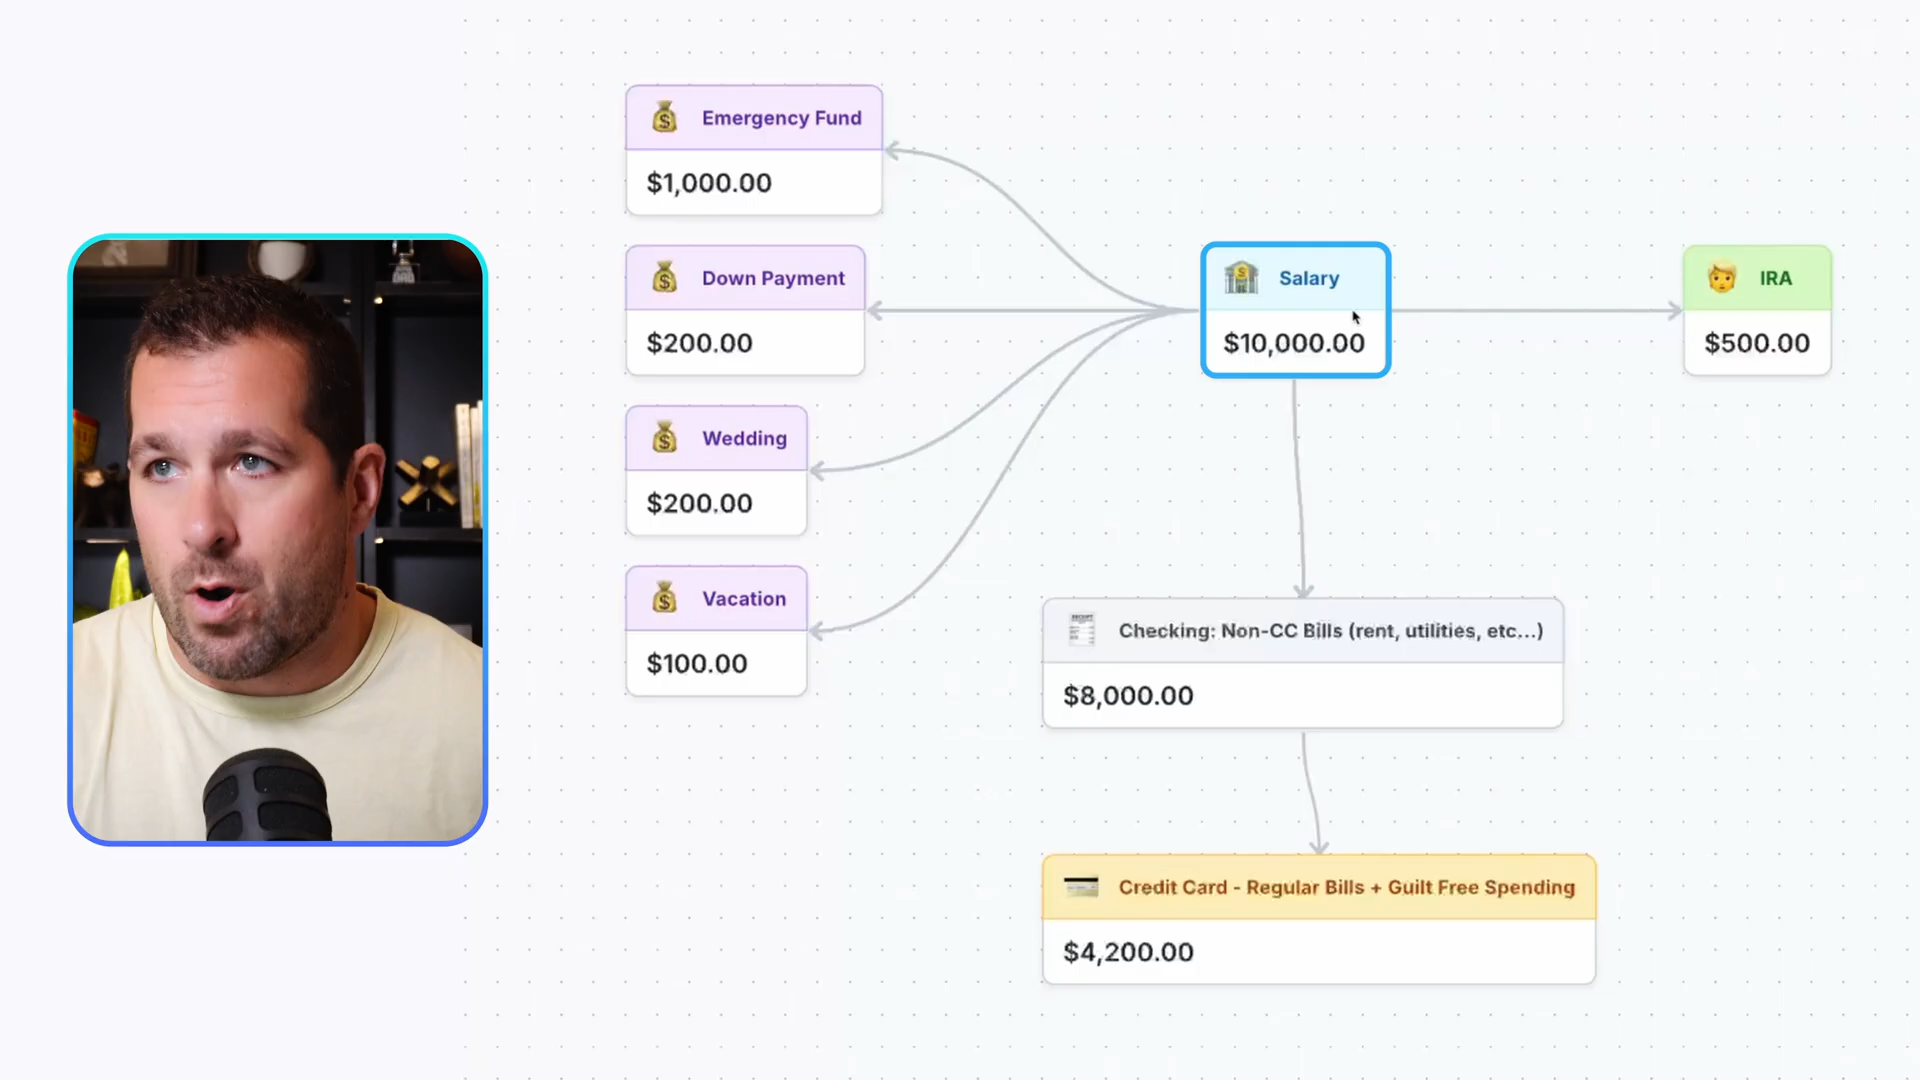 Emergency Fund
$1,000.00
Down Payment
$200.00
Wedding
$200.00
Vacation
$100.00
Salary
$10,000.00
IRA
$500.00
RECEIPT
Checking: Non-CC Bills (rent, utilities, etc...)
$8,000.00
Credit Card - Regular Bills + Guilt Free Spending
$4,200.00